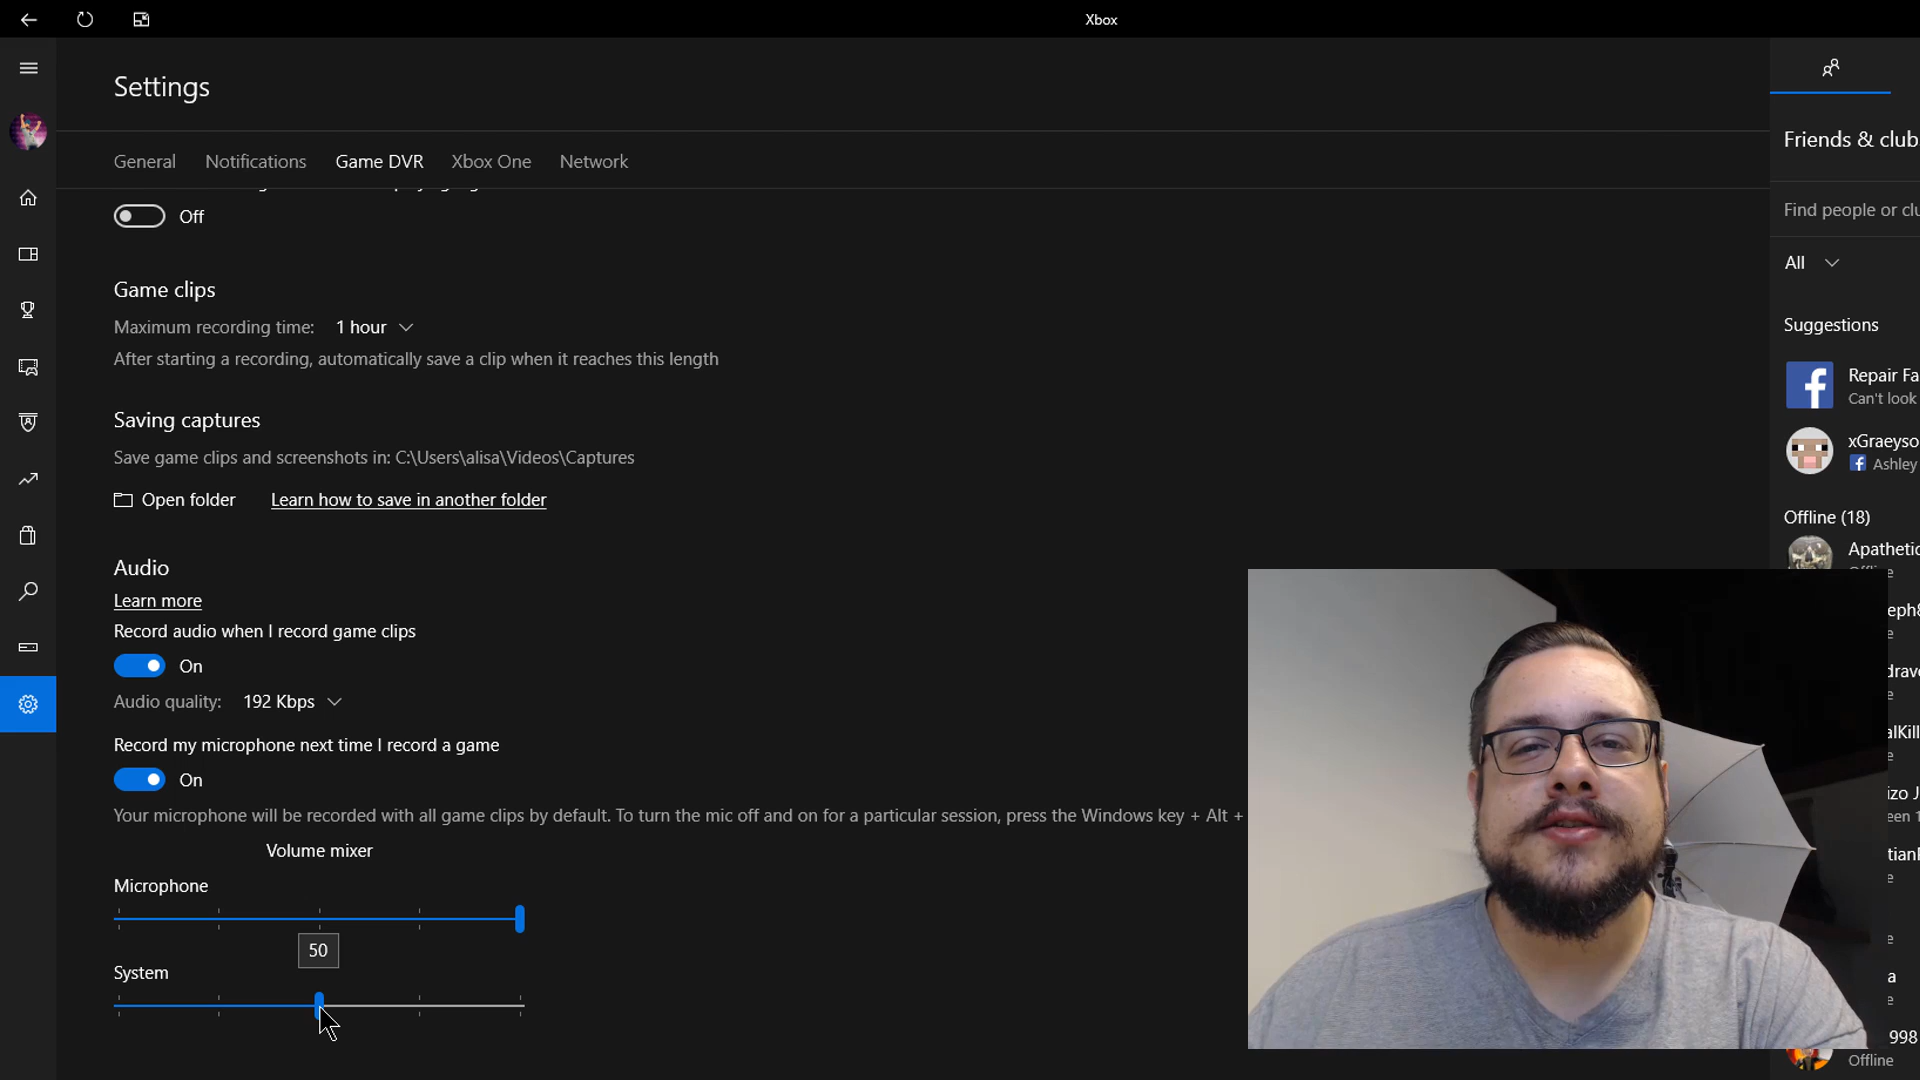 Xbox
Settings
General Notifications Game DVR Xbox One Network
Off
Game clips
Maximum recording time: 1 hour
After starting a recording, automatically save a clip when it reaches this length
Saving captures
Save game clips and screenshots in: C:\Users\alisa\Videos\Captures
Open folder Learn how to save in another folder
Audio
Learn more
Record audio when I record game clips
On
Audio quality: 192 Kbps
Record my microphone next time I record a game
On
Your microphone will be recorded with all game clips by default. To turn the mic off and on for a particular session, press the Windows key + Alt +
Volume mixer
Microphone
50
System
Friends & club
Find people or clu
All
Suggestions
Repair Fa
Can't look
xGraeyso
Ashley
Offline (18)
Apathetic
998
Offline